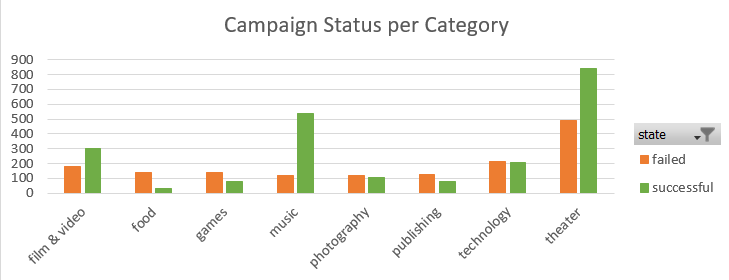 Campaign Status per Category
900
800
700
600
500
400
300
200
100
0
film & video
food
games
music
photography
publishing
technology
theater
state
failed
successful